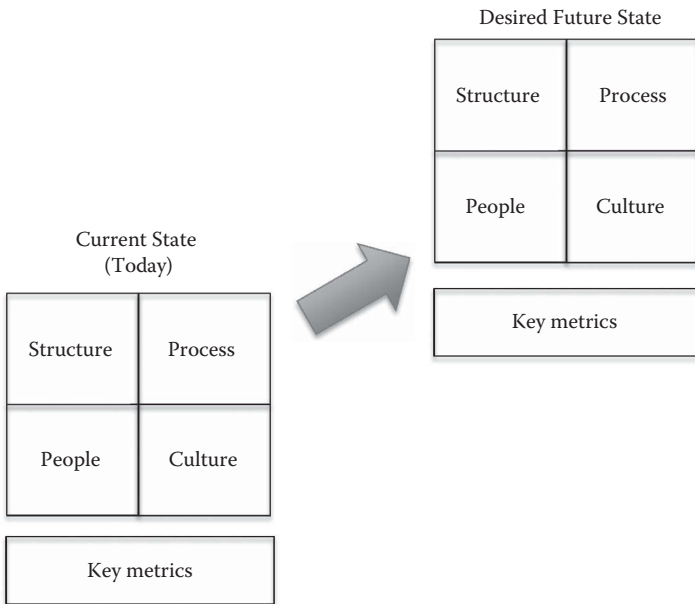 Desired Future State
Structure
Process
People
Culture
Key metrics
Current State
(Today)
Structure
Process
People
Culture
Key metrics